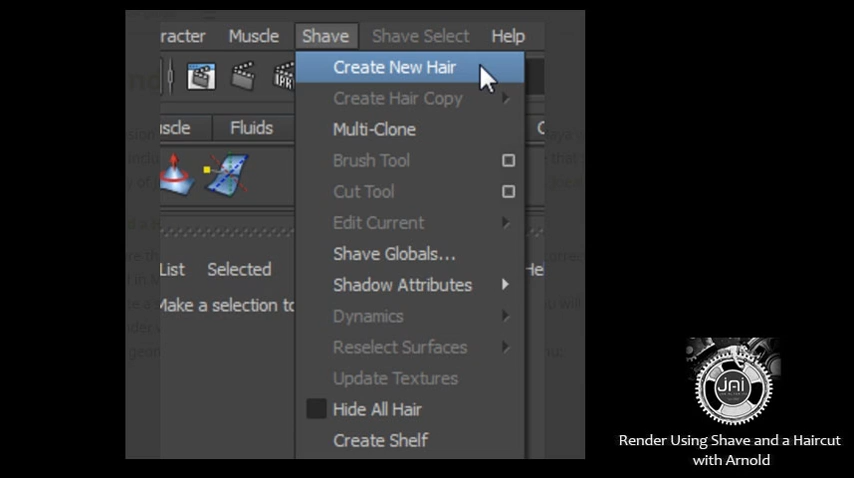 racter Muscle Shave Shave Select Help
Create New Hair
IPR
Create Hair Copy
scle Fluids
Multi-Clone
Brush Tool
Cut Tool
Edit Current
Shave Globals...
List Selected
Shadow Attributes
Make a selection to
Dynamics
Reselect Surfaces
Update Textures
Hide All Hair
Create Shelf
JAI
Render Using Shave and a Haircut
with Arnold